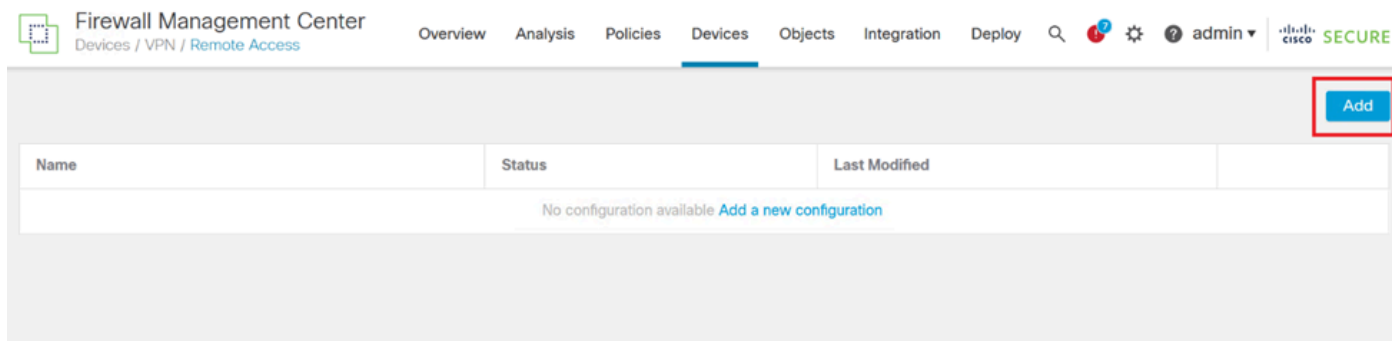 Firewall Management Center
Devices / VPN / Remote Access
Overview Analysis Policies Devices Objects Integration Deploy 7 ? admin cisco SECURE
Add
Name Status Last Modified
No configuration available Add a new configuration